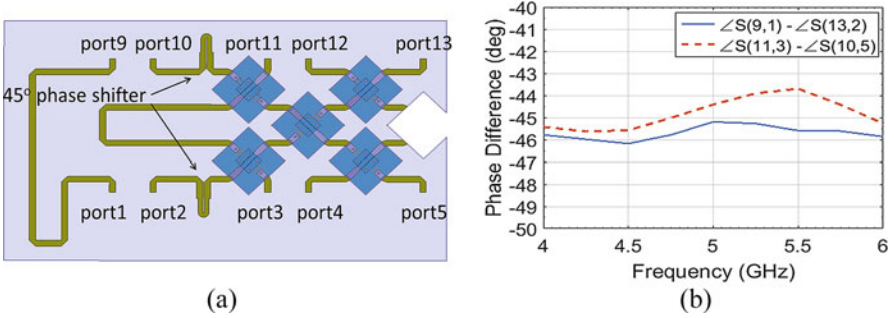 port9 port10 port11 port12 port13
45° phase shifter
port1 port2 port3 port4 port5
(a)
∠S(9,1) - ∠S(13,2)
∠S(11,3) - ∠S(10,5)
Phase Difference (deg)
-40
-41
-42
-43
-44
-45
-46
-47
-48
-49
-50
4 4.5 5 5.5 6
Frequency (GHz)
(b)